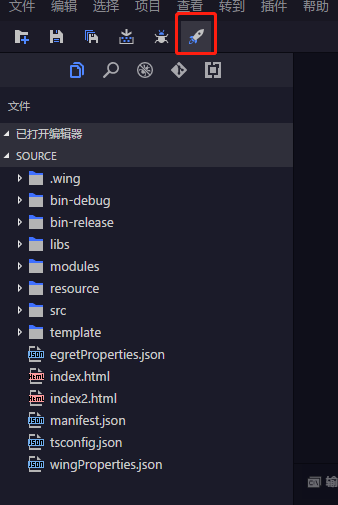 文件 编辑 选择 项目 查看 转到 插件 帮助
文件
已打开编辑器
SOURCE
.wing
bin-debug
bin-release
libs
modules
resource
src
template
egretProperties.json
index.html
index2.html
manifest.json
tsconfig.json
wingProperties.json
输